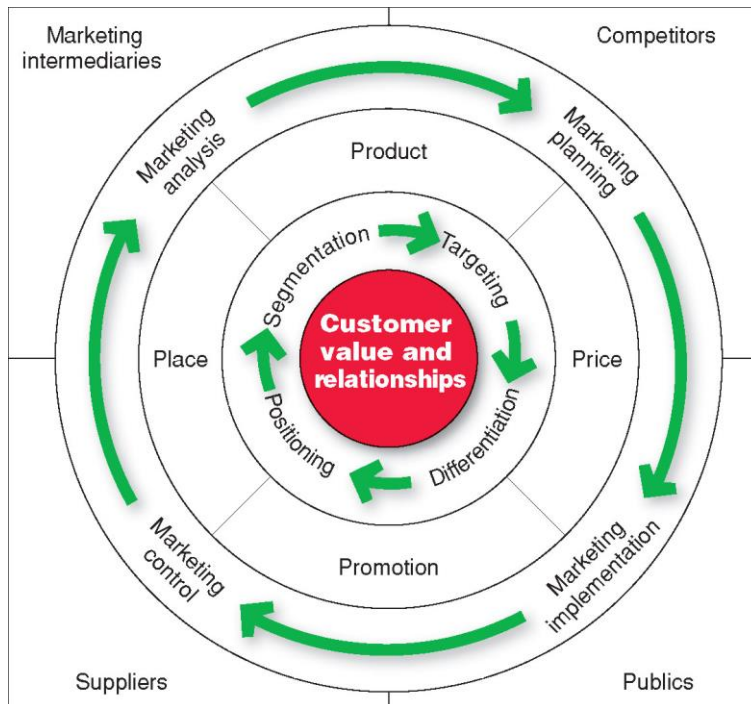 Marketing
intermediaries
Competitors
Marketing
analysis
Marketing
planning
Product
Segmentation
Targeting
Customer
value and
relationships
Place
Price
Positioning
Differentiation
Promotion
Marketing
control
Marketing
implementation
Suppliers
Publics